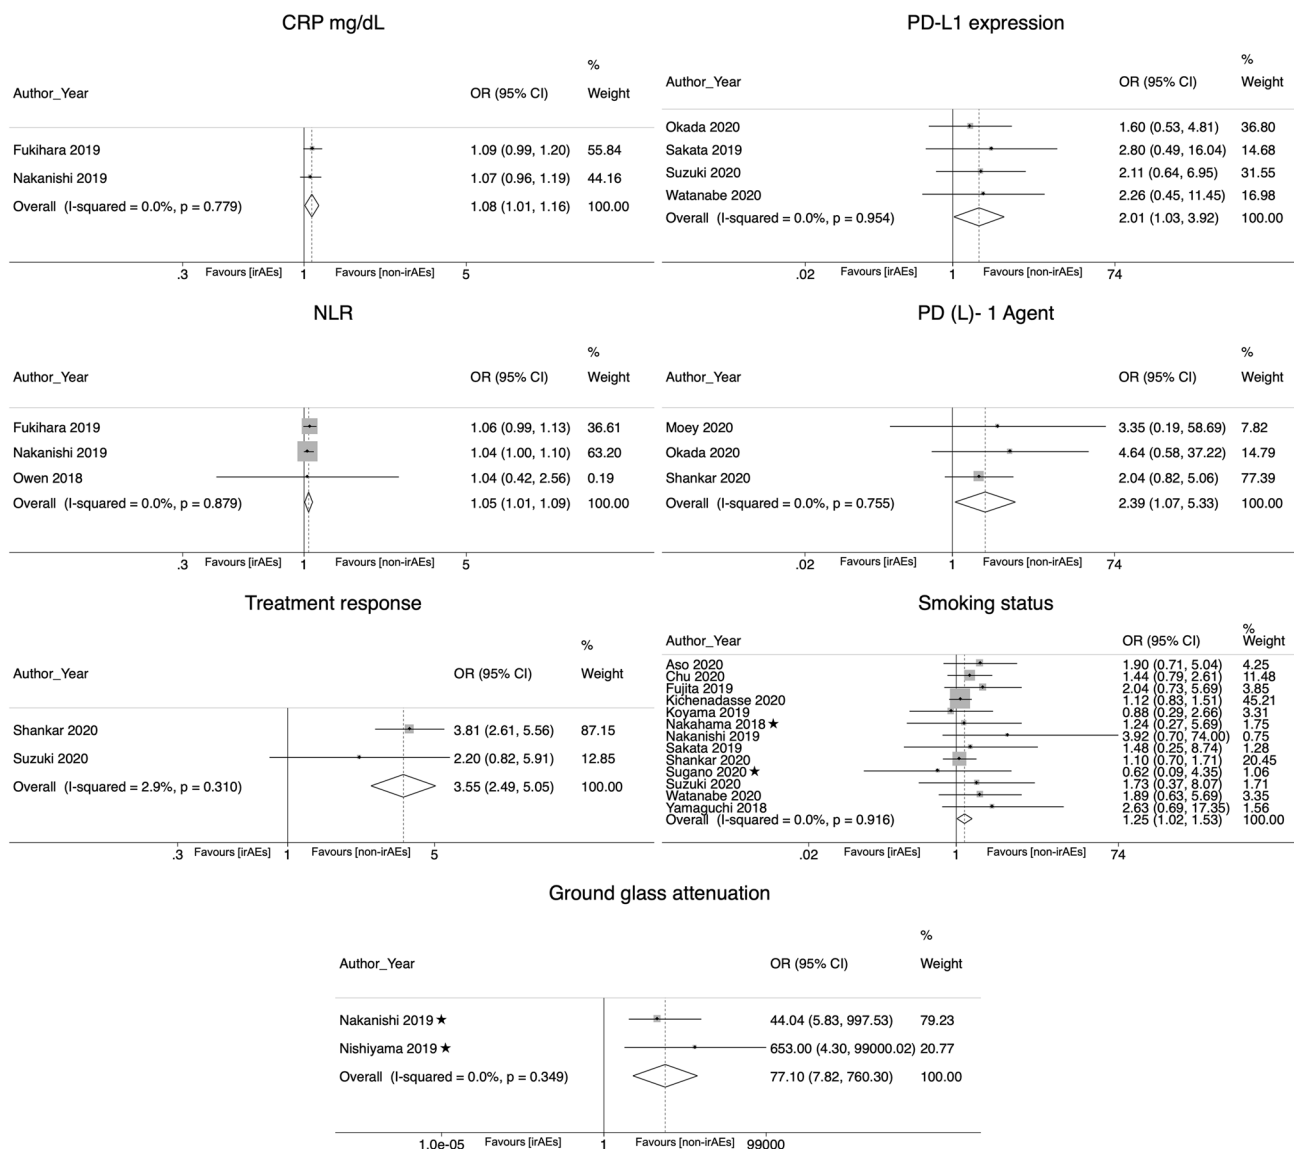 CRP mg/dL
%
Author_Year OR (95% CI) Weight
Fukihara 2019 1.09 (0.99, 1.20) 55.84
Nakanishi 2019 1.07 (0.96, 1.19) 44.16
Overall (I-squared = 0.0%, p = 0.779) 1.08 (1.01, 1.16) 100.00
.3 Favours [irAEs] 1 Favours [non-irAEs] 5
PD-L1 expression
%
Author_Year OR (95% CI) Weight
Okada 2020 1.60 (0.53, 4.81) 36.80
Sakata 2019 2.80 (0.49, 16.04) 14.68
Suzuki 2020 2.11 (0.64, 6.95) 31.55
Watanabe 2020 2.26 (0.45, 11.45) 16.98
Overall (I-squared = 0.0%, p = 0.954) 2.01 (1.03, 3.92) 100.00
.02 Favours [irAEs] 1 Favours [non-irAEs] 74
NLR
%
Author_Year OR (95% CI) Weight
Fukihara 2019 1.06 (0.99, 1.13) 36.61
Nakanishi 2019 1.04 (1.00, 1.10) 63.20
Owen 2018 1.04 (0.42, 2.56) 0.19
Overall (I-squared = 0.0%, p = 0.879) 1.05 (1.01, 1.09) 100.00
.3 Favours [irAEs] 1 Favours [non-irAEs] 5
PD (L)- 1 Agent
%
Author_Year OR (95% CI) Weight
Moey 2020 3.35 (0.19, 58.69) 7.82
Okada 2020 4.64 (0.58, 37.22) 14.79
Shankar 2020 2.04 (0.82, 5.06) 77.39
Overall (I-squared = 0.0%, p = 0.755) 2.39 (1.07, 5.33) 100.00
.02 Favours [irAEs] 1 Favours [non-irAEs] 74
Treatment response
%
Author_Year OR (95% CI) Weight
Shankar 2020 3.81 (2.61, 5.56) 87.15
Suzuki 2020 2.20 (0.82, 5.91) 12.85
Overall (I-squared = 2.9%, p = 0.310) 3.55 (2.49, 5.05) 100.00
.3 Favours [irAEs] 1 Favours [non-irAEs] 5
Smoking status
%
Author_Year OR (95% CI) Weight
Aso 2020 1.90 (0.71, 5.04) 4.25
Chu 2020 1.44 (0.79, 2.61) 11.48
Fujita 2019 2.04 (0.73, 5.69) 3.85
Kichenadasse 2020 1.12 (0.83, 1.51) 45.21
Koyama 2019 0.88 (0.29, 2.66) 3.31
Nakahama 2018 ★ 1.24 (0.27, 5.69) 1.75
Nakanishi 2019 3.92 (0.70, 74.00) 0.75
Sakata 2019 1.48 (0.25, 8.74) 1.28
Shankar 2020 1.10 (0.70, 1.71) 20.45
Sugano 2020 ★ 0.62 (0.09, 4.35) 1.06
Suzuki 2020 1.73 (0.37, 8.07) 1.71
Watanabe 2020 1.89 (0.63, 5.69) 3.35
Yamaguchi 2018 2.63 (0.69, 17.35) 1.56
Overall (I-squared = 0.0%, p = 0.916) 1.25 (1.02, 1.53) 100.00
.02 Favours [irAEs] 1 Favours [non-irAEs] 74
Ground glass attenuation
%
Author_Year OR (95% CI) Weight
Nakanishi 2019 ★ 44.04 (5.83, 997.53) 79.23
Nishiyama 2019 ★ 653.00 (4.30, 99000.02) 20.77
Overall (I-squared = 0.0%, p = 0.349) 77.10 (7.82, 760.30) 100.00
1.0e-05 Favours [irAEs] 1 Favours [non-irAEs] 99000